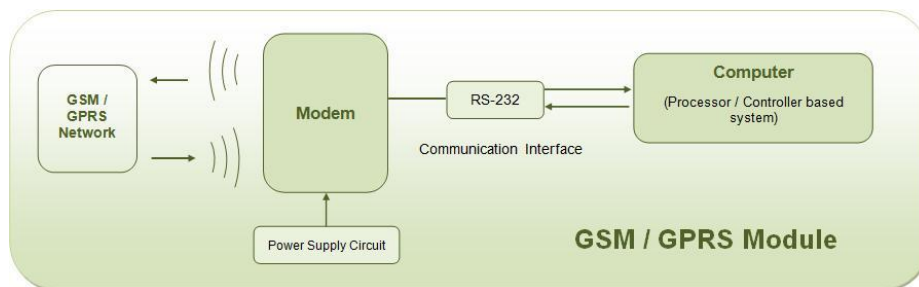 GSM /
GPRS
Network
Modem
RS-232
Communication Interface
Computer
(Processor / Controller based
system)
Power Supply Circuit
GSM / GPRS Module